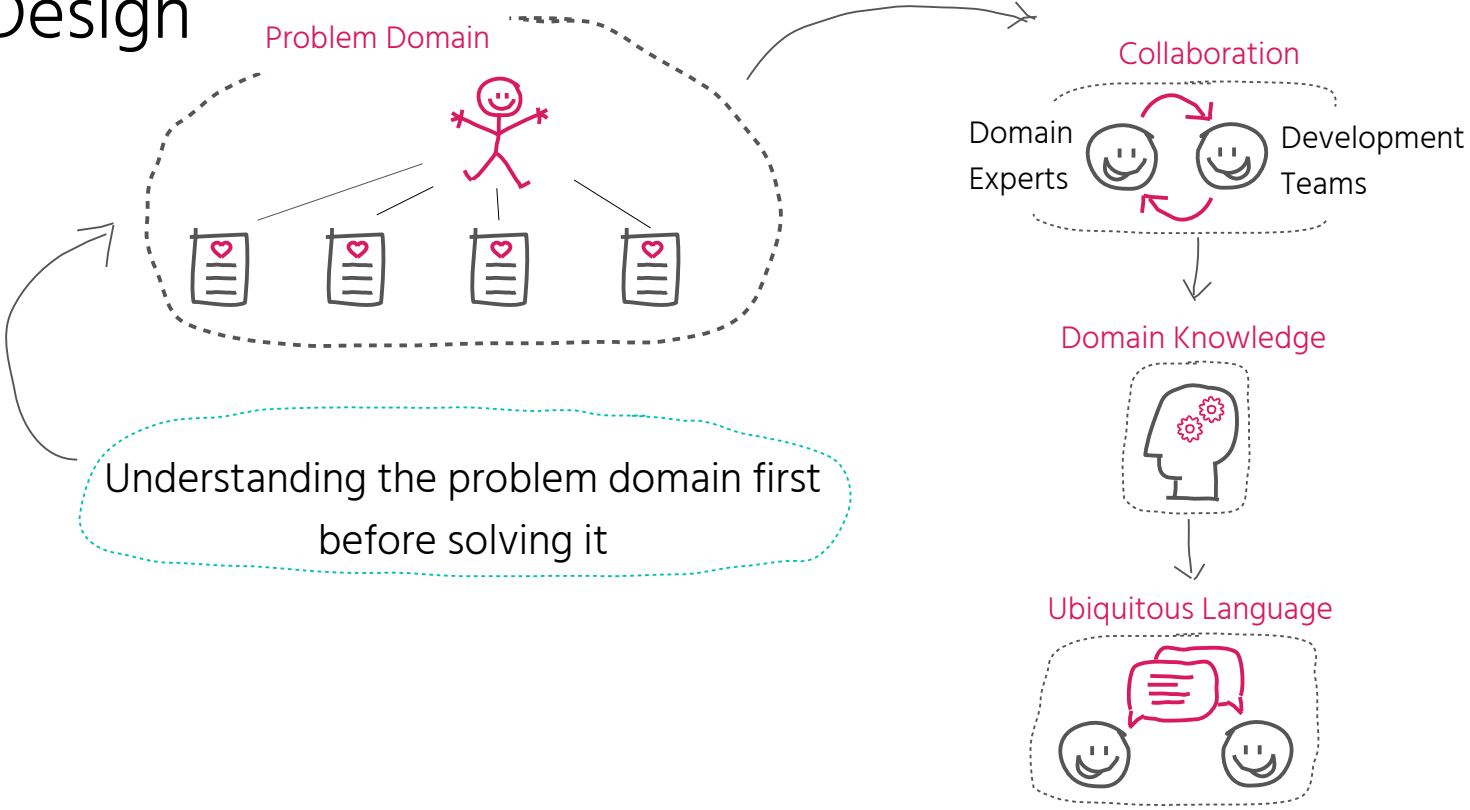 Design
Problem Domain
Understanding the problem domain first
before solving it
Collaboration
Domain
Experts
Development
Teams
Domain Knowledge
Ubiquitous Language